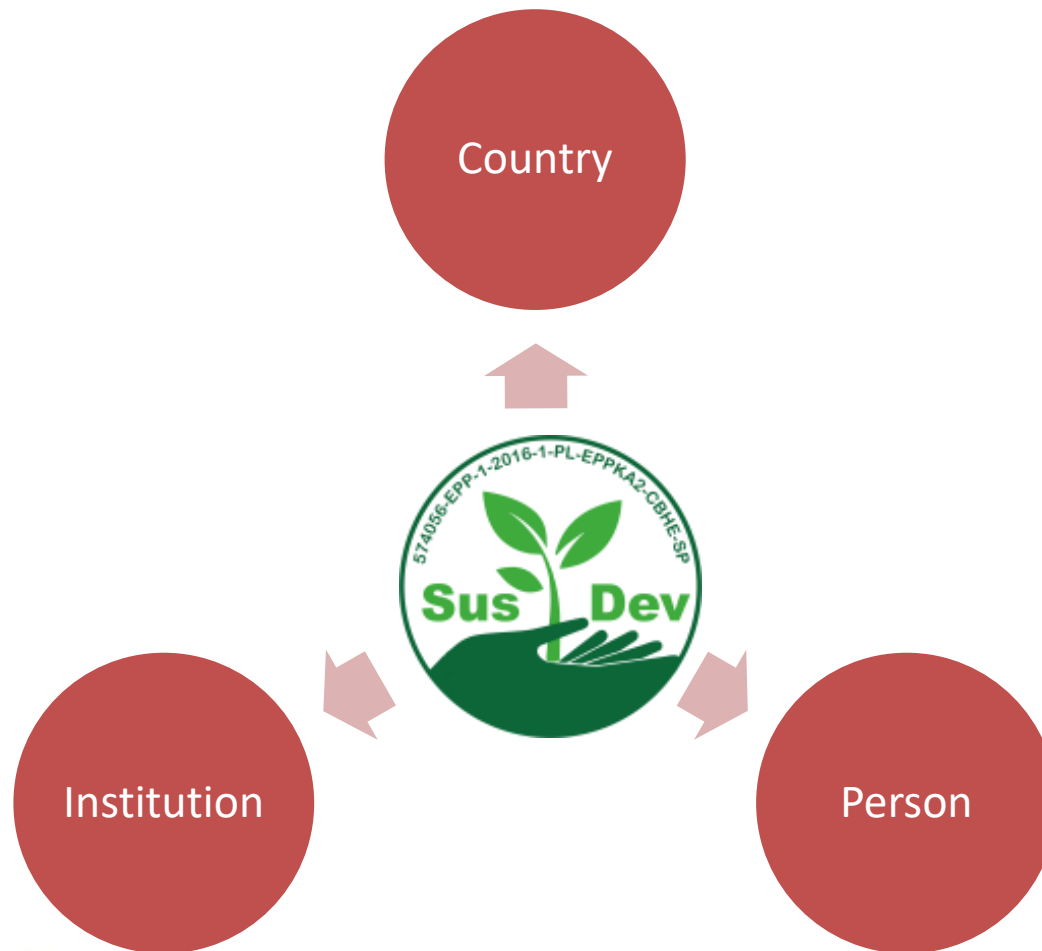 Country
574056-EPP-1-2016-1-PL-EPPKA2-CBHE-SP
Sus Dev
Institution
Person